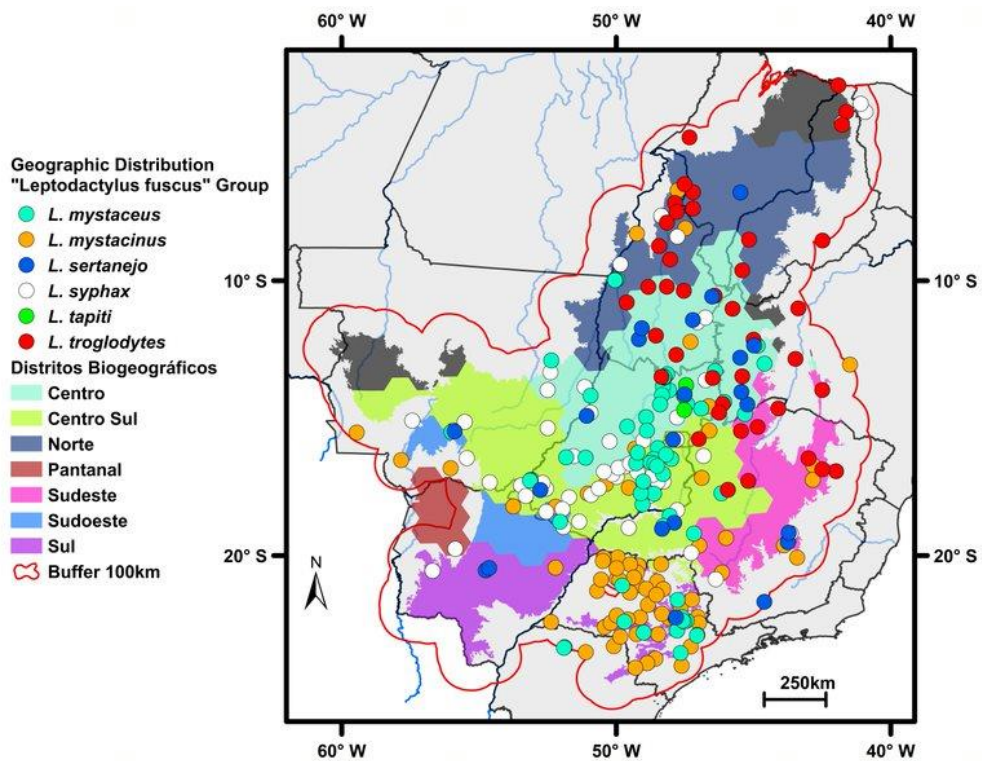 60° W 50° W 40° W
Geographic Distribution
"Leptodactylus fuscus" Group
L. mystaceus
L. mystacinus
L. sertanejo
L. syphax
L. tapiti
L. troglodytes
Distritos Biogeográficos
Centro
Centro Sul
Norte
Pantanal
Sudeste
Sudoeste
Sul
Buffer 100km
10° S
20° S
10° S
20° S
N
250km
60° W 50° W 40° W